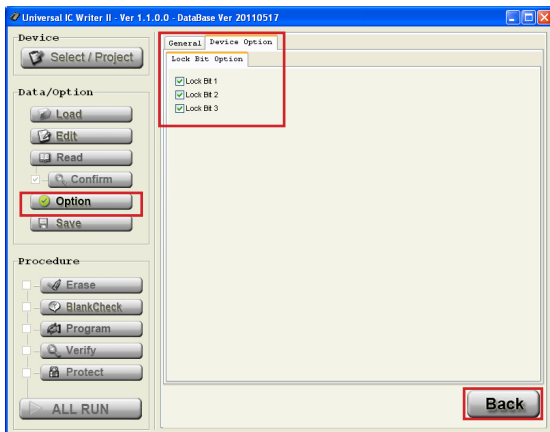 Universal IC Writer II - Ver 1.1.0.0 - DataBase Ver 20110517
Device
Select / Project
Data/Option
Load
Edit
Read
Confirm
Option
Save
Procedure
Erase
BlankCheck
Program
Verify
Protect
ALL RUN
General Device Option
Lock Bit Option
Lock Bit 1
Lock Bit 2
Lock Bit 3
Back